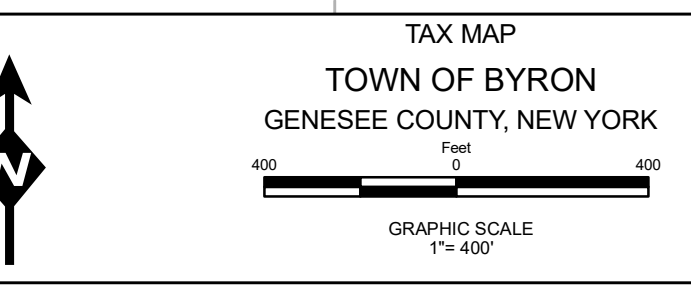 TAX MAP
TOWN OF BYRON
GENESEE COUNTY, NEW YORK
Feet
400 0 400
GRAPHIC SCALE
1"= 400'
N